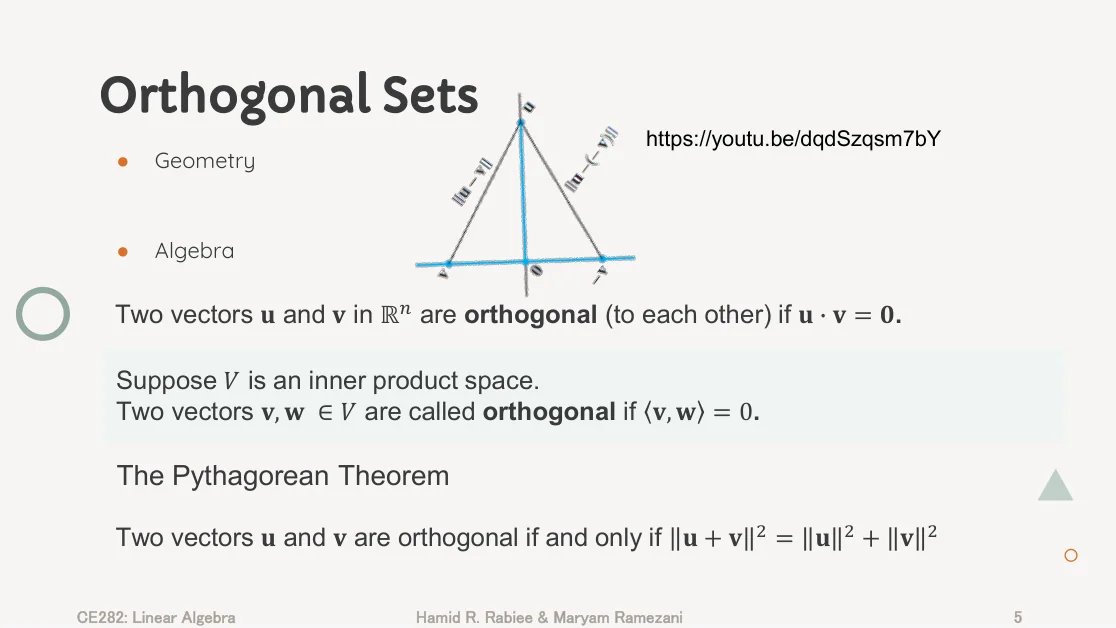 Orthogonal Sets
https://youtu.be/dqdSzqsm7bY
● Geometry
● Algebra
u
‖u − v‖
‖u − (− v)‖
v
0
−v
Two vectors 𝐮 and 𝐯 in ℝⁿ are orthogonal (to each other) if 𝐮 · 𝐯 = 𝟎.
Suppose 𝑉 is an inner product space.
Two vectors 𝐯, 𝐰 ∈ 𝑉 are called orthogonal if ⟨𝐯, 𝐰⟩ = 0.
The Pythagorean Theorem
Two vectors 𝐮 and 𝐯 are orthogonal if and only if ‖𝐮 + 𝐯‖² = ‖𝐮‖² + ‖𝐯‖²
CE282: Linear Algebra
Hamid R. Rabiee & Maryam Ramezani
5